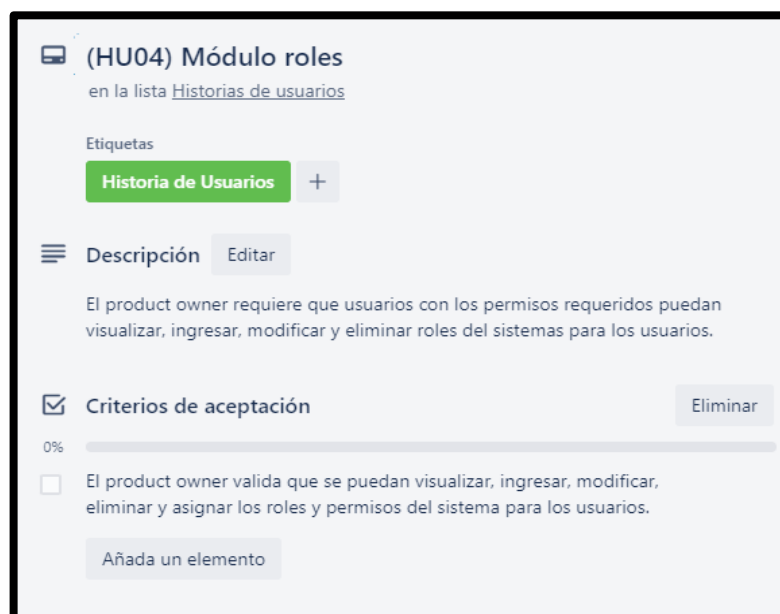 (HU04) Módulo roles
en la lista Historias de usuarios
Etiquetas
Historia de Usuarios +
Descripción Editar
El product owner requiere que usuarios con los permisos requeridos puedan
visualizar, ingresar, modificar y eliminar roles del sistemas para los usuarios.
Criterios de aceptación Eliminar
0%
El product owner valida que se puedan visualizar, ingresar, modificar,
eliminar y asignar los roles y permisos del sistema para los usuarios.
Añada un elemento